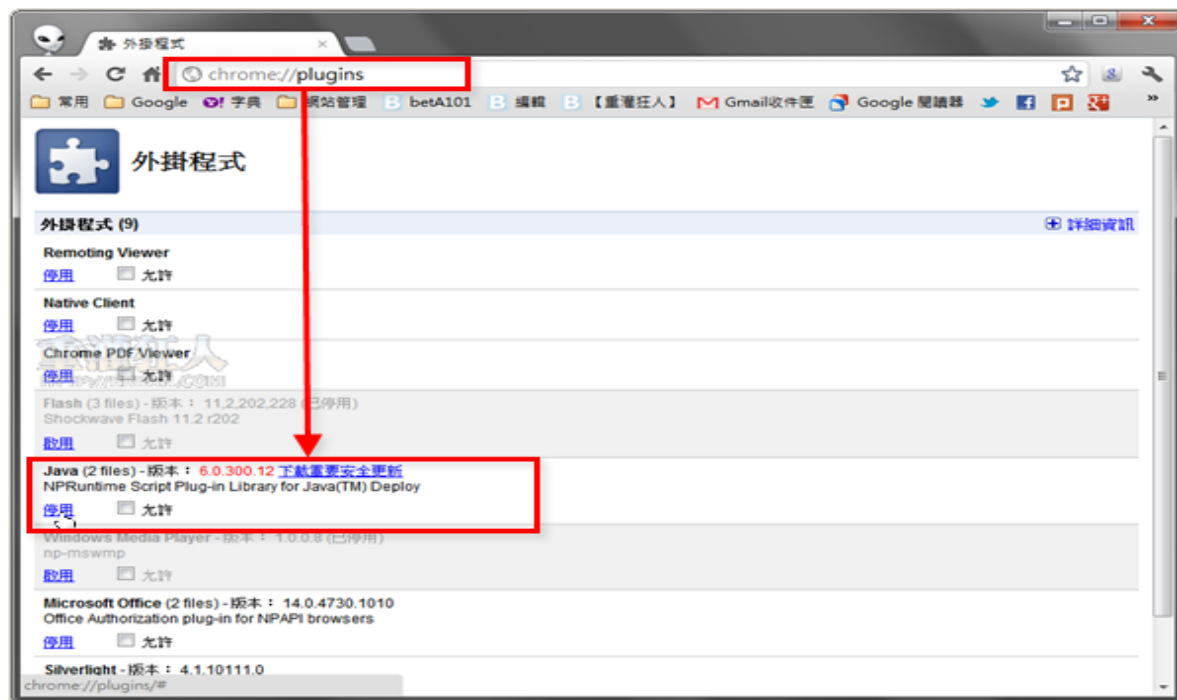 外掛程式
chrome://plugins
常用 Google 字典 網站管理 betA101 編輯 【重灌狂人】 Gmail收件匣 Google 閱讀器 »
外掛程式
外掛程式 (9) 詳細資訊
Remoting Viewer
停用 允許
Native Client
停用 允許
Chrome PDF Viewer
重灌狂人
停用 允許
Flash (3 files) - 版本： 11,2,202,228 (已停用)
Shockwave Flash 11.2 r202
啟用 允許
Java (2 files) - 版本： 6.0.300.12 下載重要安全更新
NPRuntime Script Plug-in Library for Java(TM) Deploy
停用 允許
Windows Media Player - 版本： 1.0.0.8 (已停用)
np-mswmp
啟用 允許
Microsoft Office (2 files) - 版本： 14.0.4730.1010
Office Authorization plug-in for NPAPI browsers
停用 允許
Silverlight - 版本： 4.1.10111.0
chrome://plugins/#